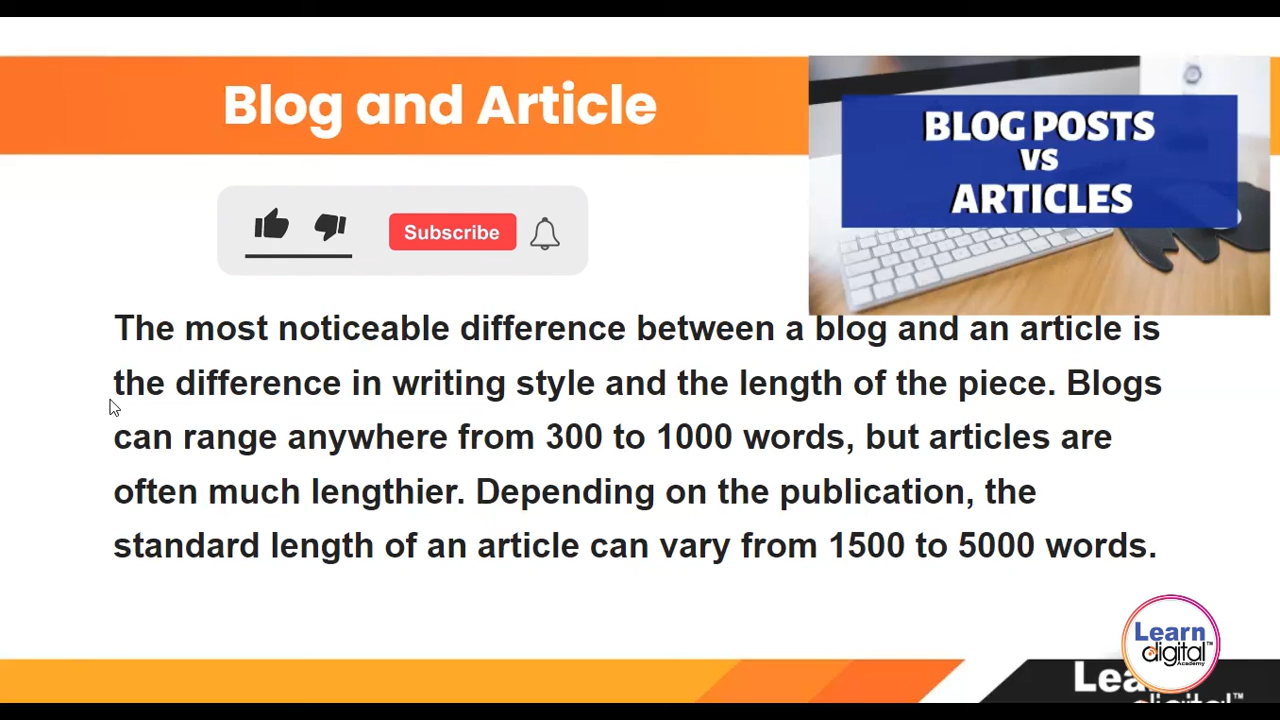 Blog and Article
BLOG POSTS
VS
ARTICLES
Subscribe
The most noticeable difference between a blog and an article is
the difference in writing style and the length of the piece. Blogs
can range anywhere from 300 to 1000 words, but articles are
often much lengthier. Depending on the publication, the
standard length of an article can vary from 1500 to 5000 words.
Learn
digital™
Academy
digital™